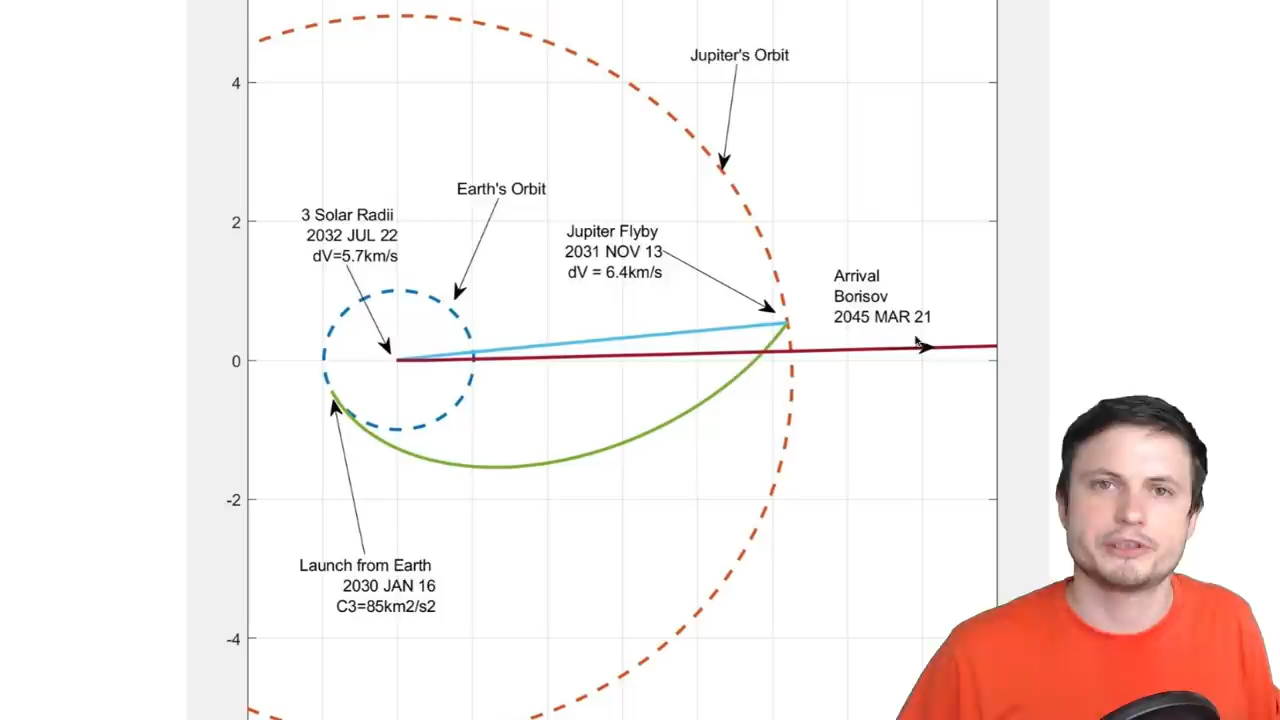 Jupiter's Orbit
4
Earth's Orbit
3 Solar Radii
2032 JUL 22
dV=5.7km/s
2
Jupiter Flyby
2031 NOV 13
dV = 6.4km/s
Arrival
Borisov
2045 MAR 21
0
-2
Launch from Earth
2030 JAN 16
C3=85km2/s2
-4